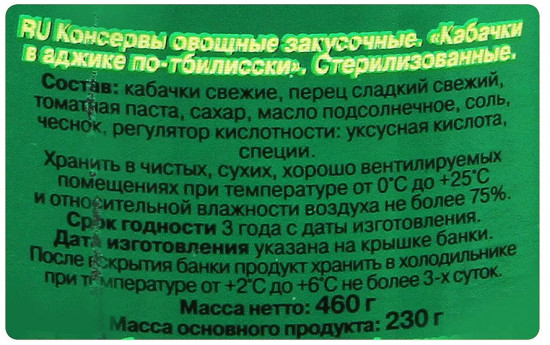 RU Консервы овощные закусочные. «Кабачки
в аджике по-тбилисски». Стерилизованные.
Состав: кабачки свежие, перец сладкий свежий,
томатная паста, сахар, масло подсолнечное, соль,
чеснок, регулятор кислотности: уксусная кислота,
специи.
Хранить в чистых, сухих, хорошо вентилируемых
помещениях при температуре от 0°С до +25°С
и относительной влажности воздуха не более 75%.
Срок годности 3 года с даты изготовления.
Дата изготовления указана на крышке банки.
После вскрытия банки продукт хранить в холодильнике
при температуре от +2°С до +6°С не более 3-х суток.
Масса нетто: 460 г
Масса основного продукта: 230 г